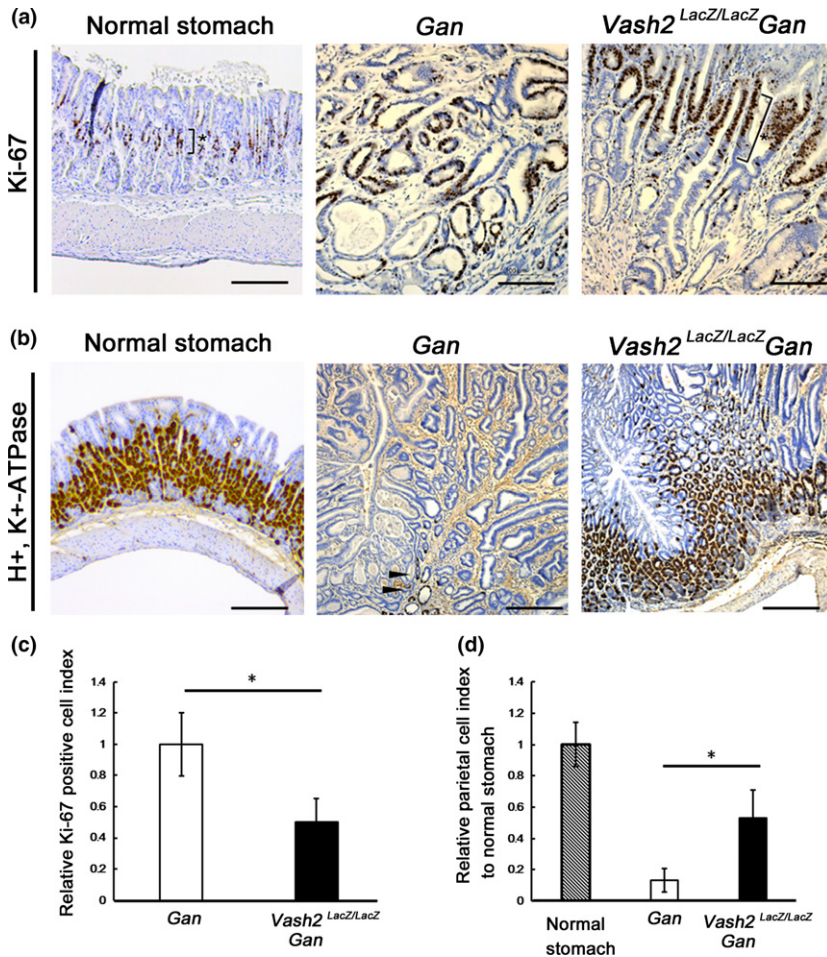 (a)
Normal stomach
Gan
Vash2 LacZ/LacZ Gan
Ki-67
*
*
(b)
Normal stomach
Gan
Vash2 LacZ/LacZ Gan
H+, K+-ATPase
(c)
Relative Ki-67 positive cell index
1.4
1.2
1
0.8
0.6
0.4
0.2
0
*
Gan
Vash2 LacZ/LacZ
Gan
(d)
Relative parietal cell index
to normal stomach
1.4
1.2
1
0.8
0.6
0.4
0.2
0
*
Normal
stomach
Gan
Vash2 LacZ/LacZ
Gan